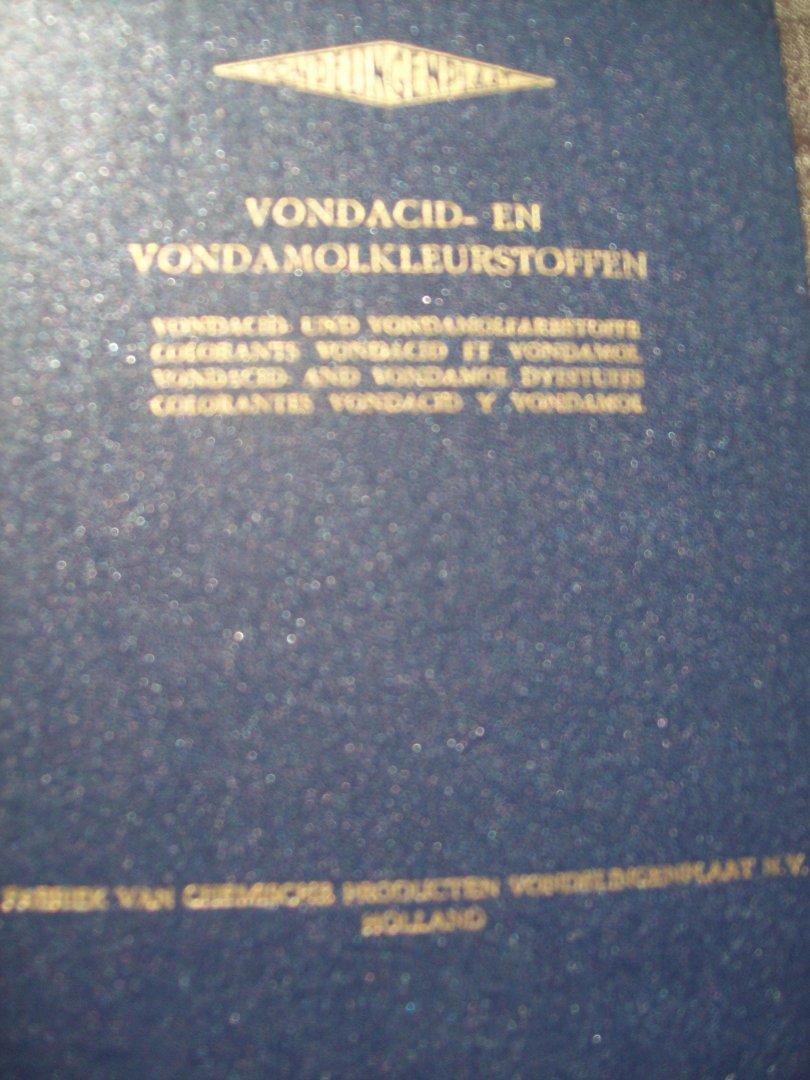 VONDELINGENPLAAT
VONDACID- EN
VONDAMOLKLEURSTOFFEN
VONDACID- UND VONDAMOLFARBSTOFFE
COLORANTS VONDACID ET VONDAMOL
VONDACID- AND VONDAMOL DYESTUFFS
COLORANTES VONDACID Y VONDAMOL
FABRIEK VAN CHEMISCHE PRODUCTEN VONDELINGENPLAAT N.V.
HOLLAND